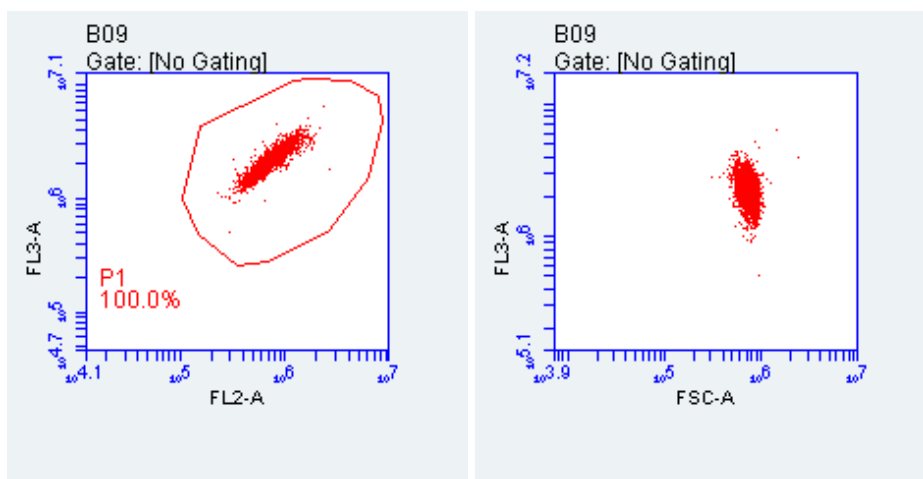 B09
Gate: [No Gating]
10^7.1
10^6
10^5
10^4.7
FL3-A
P1
100.0%
10^4.1
10^5
10^6
10^7
FL2-A
B09
Gate: [No Gating]
10^7.2
10^6
10^5.1
FL3-A
10^3.9
10^5
10^6
10^7
FSC-A